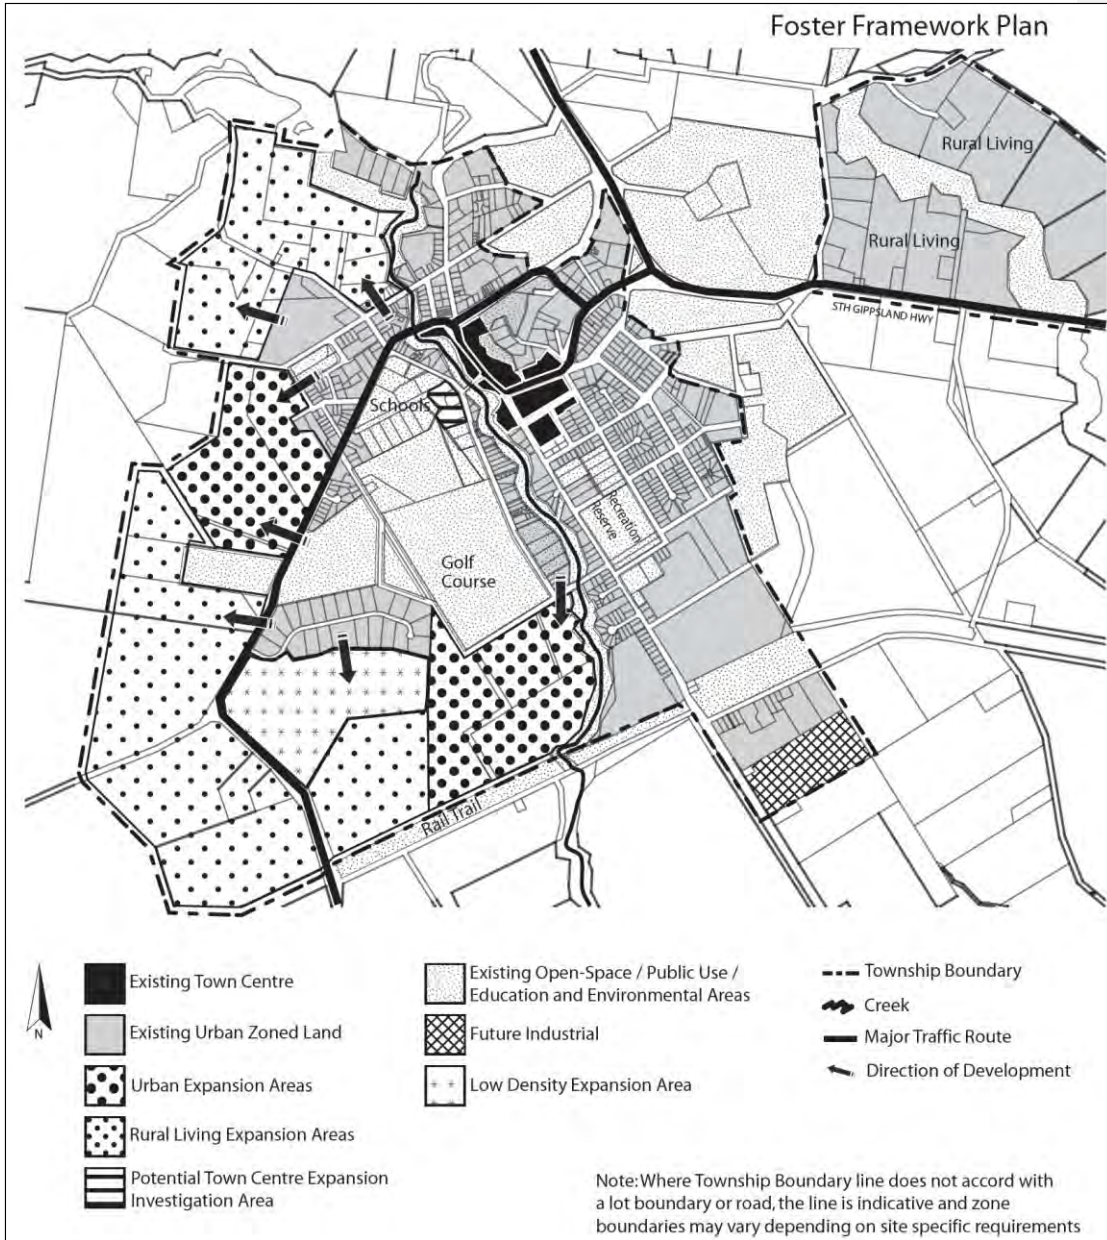 Foster Framework Plan
Rural Living
Rural Living
STH GIPPSLAND HWY
Schools
Recreation
Reserve
Golf
Course
Rail Trail
N
Existing Town Centre
Existing Urban Zoned Land
Urban Expansion Areas
Rural Living Expansion Areas
Potential Town Centre Expansion
Investigation Area
Existing Open-Space / Public Use /
Education and Environmental Areas
Future Industrial
Low Density Expansion Area
Township Boundary
Creek
Major Traffic Route
Direction of Development
Note: Where Township Boundary line does not accord with
a lot boundary or road, the line is indicative and zone
boundaries may vary depending on site specific requirements